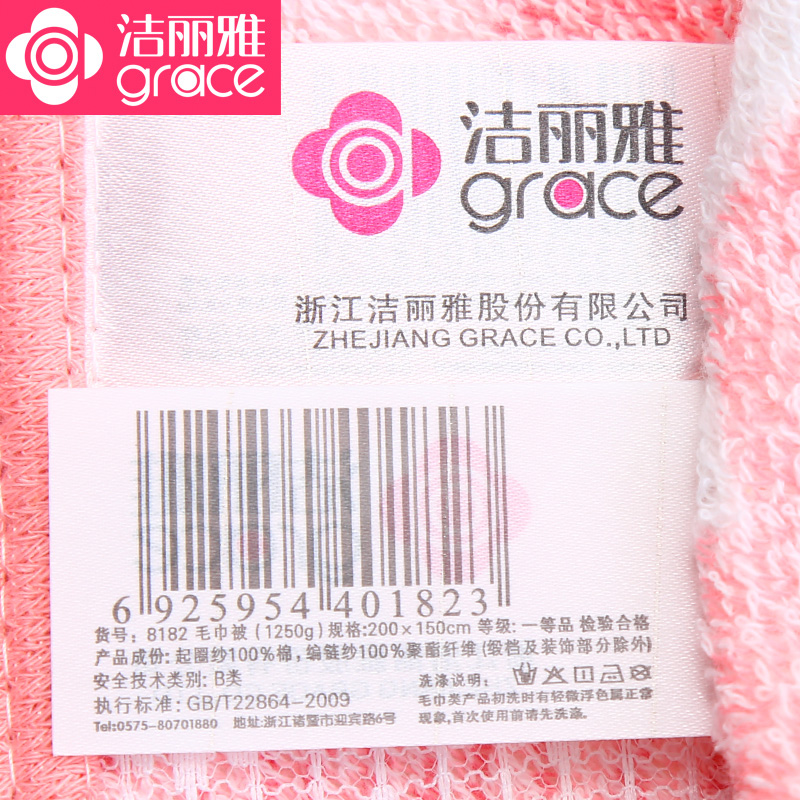 洁丽雅
grace
洁丽雅
grace
浙江洁丽雅股份有限公司
ZHEJIANG GRACE CO.,LTD
6 925954 401823
货号: 8182 毛巾被 (1250g) 规格:200×150cm 等级: 一等品 检验合格
产品成份: 起圈纱100%棉, 编链纱100%聚酯纤维 (缎档及装饰部分除外)
安全技术类别: B类
执行标准: GB/T22864-2009
Tel:0575-80701880 地址:浙江诸暨市迎宾路6号
洗涤说明:
毛巾类产品初洗时有轻微浮色属正常
现象,首次使用前请先洗涤.